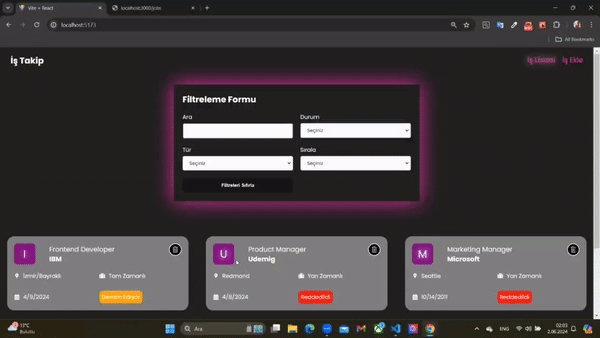 Vite + React
localhost:3000/jobs
localhost:5173
All Bookmarks
İş Takip
İş Listesi İş Ekle
Filtreleme Formu
Ara Durum
Seçiniz
Tür Sırala
Seçiniz Seçiniz
Filtreleri Sıfırla
I Frontend Developer
IBM
İzmir/Bayraklı Tam Zamanlı
4/9/2024 Devam Ediyor
U Product Manager
Udemig
Redmond Yarı Zamanlı
4/8/2024 Reddedildi
M Marketing Manager
Microsoft
Seattle Yarı Zamanlı
10/14/2011 Reddedildi
13°C
Bulutlu
Ara
02:03
2.06.2024